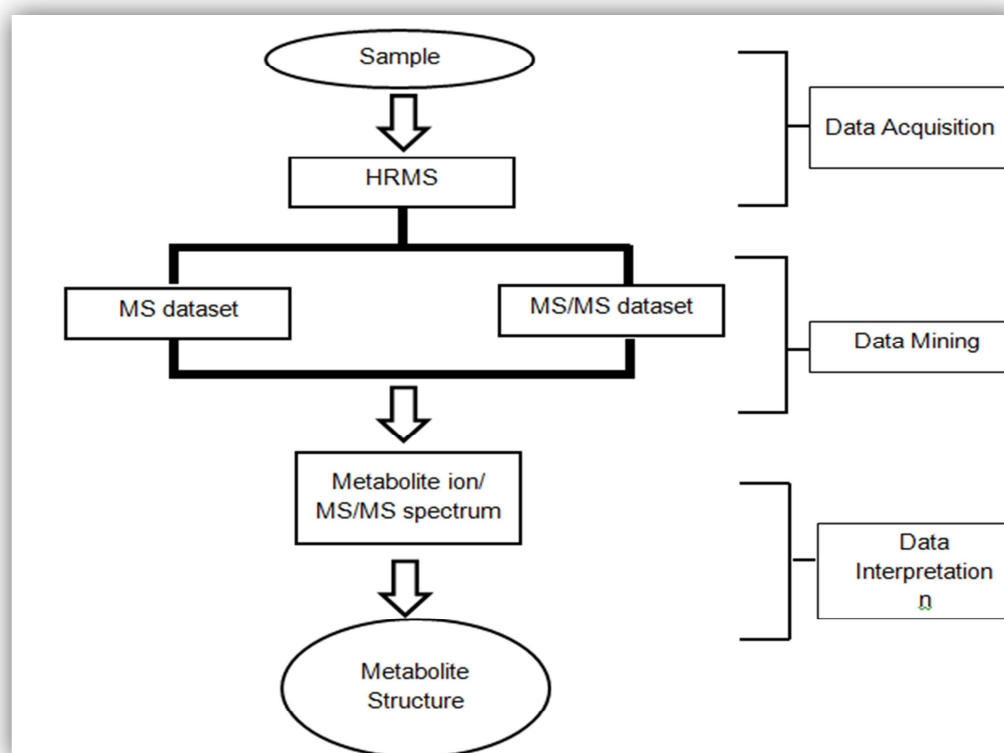 Sample
Data Acquisition
HRMS
MS dataset
MS/MS dataset
Data Mining
Metabolite ion/
MS/MS spectrum
Data
Interpretation
n
Metabolite
Structure